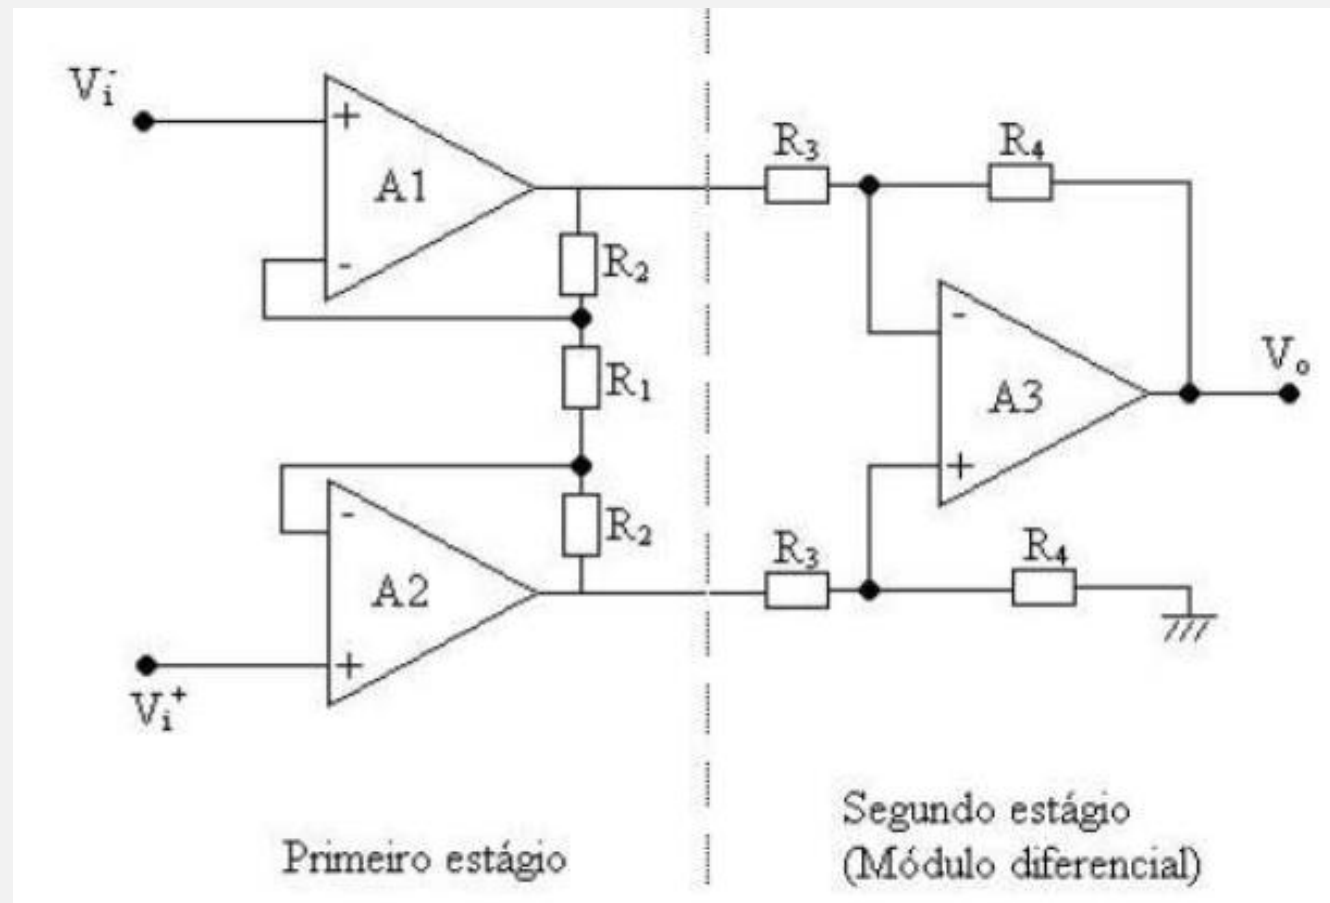 Vi-
+
A1
-
R2
R1
R2
-
A2
+
Vi+
R3
R4
-
A3
+
Vo
R3
R4
Primeiro estágio
Segundo estágio
(Módulo diferencial)